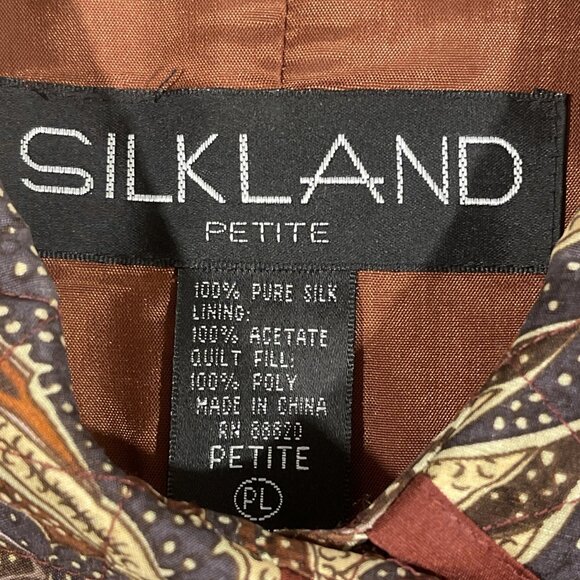 SILKLAND
PETITE
100% PURE SILK
LINING:
100% ACETATE
QUILT FILL:
100% POLY
MADE IN CHINA
RN 88820
PETITE
PL